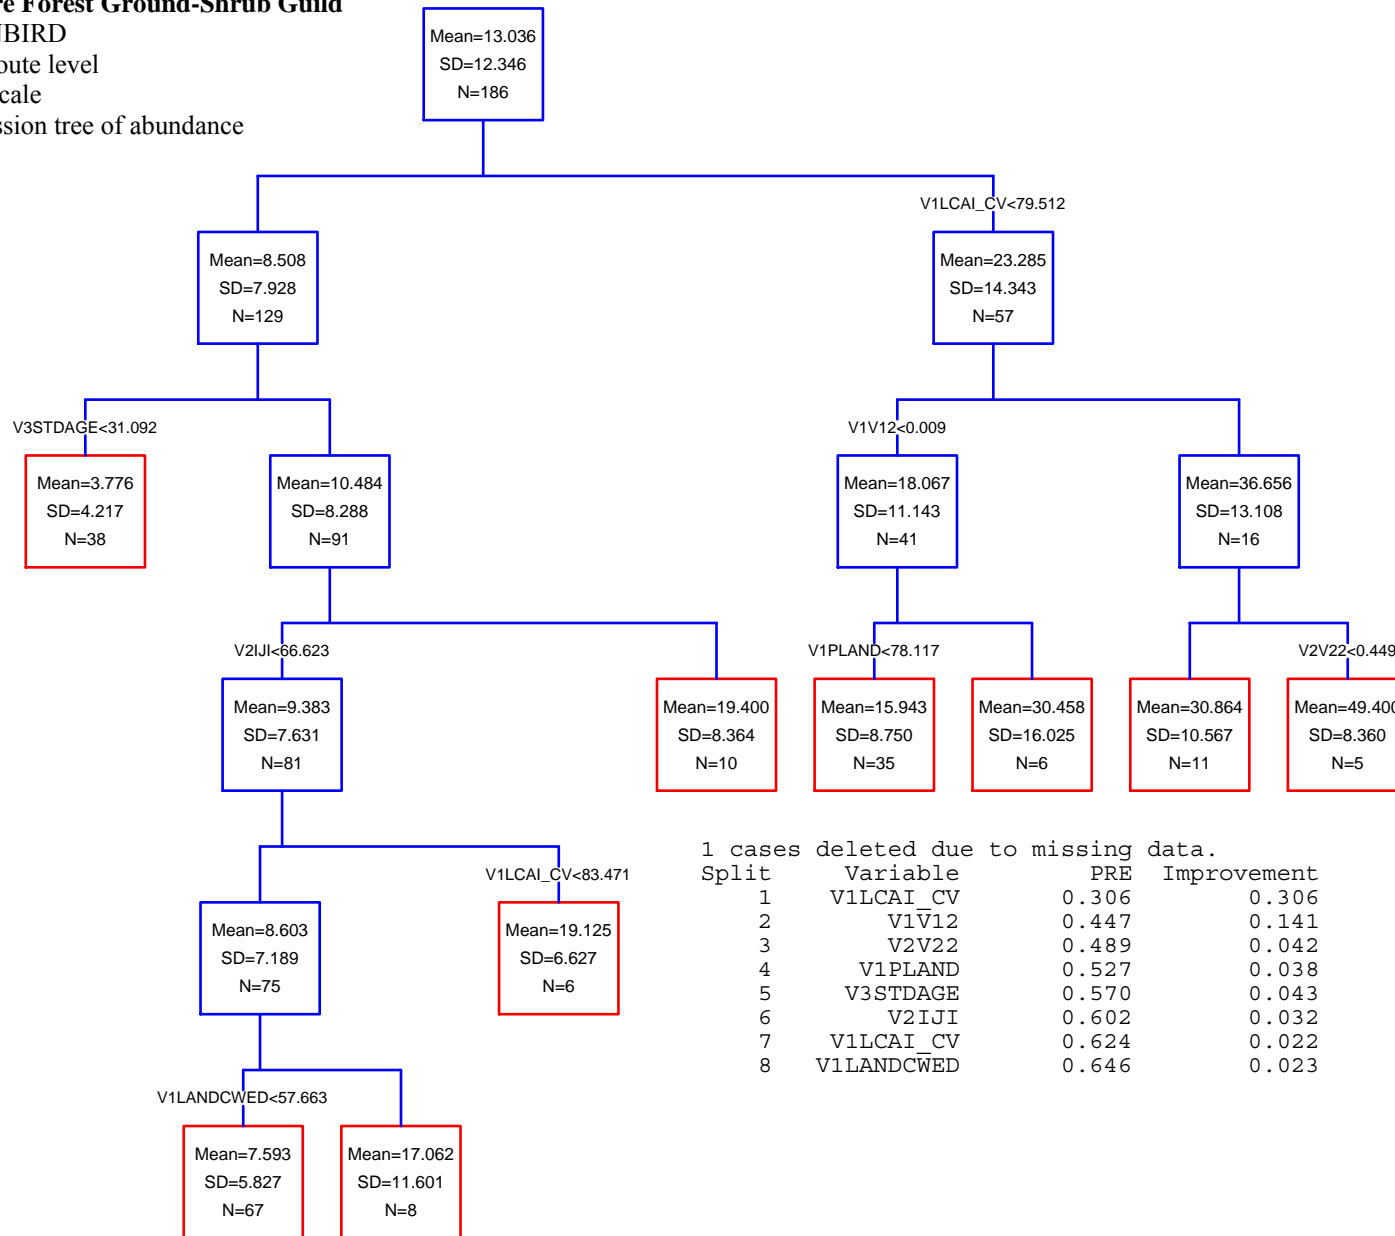 Forest Ground-Shrub Guild
level
tree of abundance
Mean=13.036
SD=12.346
N=186
V1LCAI_CV<79.512
Mean=8.508
SD=7.928
N=129
Mean=23.285
SD=14.343
N=57
V3STDAGE<31.092
V1V12<0.009
Mean=3.776
SD=4.217
N=38
Mean=10.484
SD=8.288
N=91
Mean=18.067
SD=11.143
N=41
Mean=36.656
SD=13.108
N=16
V2IJI<66.623
V1PLAND<78.117
V2V22<0.449
Mean=9.383
SD=7.631
N=81
Mean=19.400
SD=8.364
N=10
Mean=15.943
SD=8.750
N=35
Mean=30.458
SD=16.025
N=6
Mean=30.864
SD=10.567
N=11
Mean=49.400
SD=8.360
N=5
V1LCAI_CV<83.471
Mean=8.603
SD=7.189
N=75
Mean=19.125
SD=6.627
N=6
V1LANDCWED<57.663
Mean=7.593
SD=5.827
N=67
Mean=17.062
SD=11.601
N=8
1 cases deleted due to missing data.
Split Variable PRE Improvement
1 V1LCAI_CV 0.306 0.306
2 V1V12 0.447 0.141
3 V2V22 0.489 0.042
4 V1PLAND 0.527 0.038
5 V3STDAGE 0.570 0.043
6 V2IJI 0.602 0.032
7 V1LCAI_CV 0.624 0.022
8 V1LANDCWED 0.646 0.023